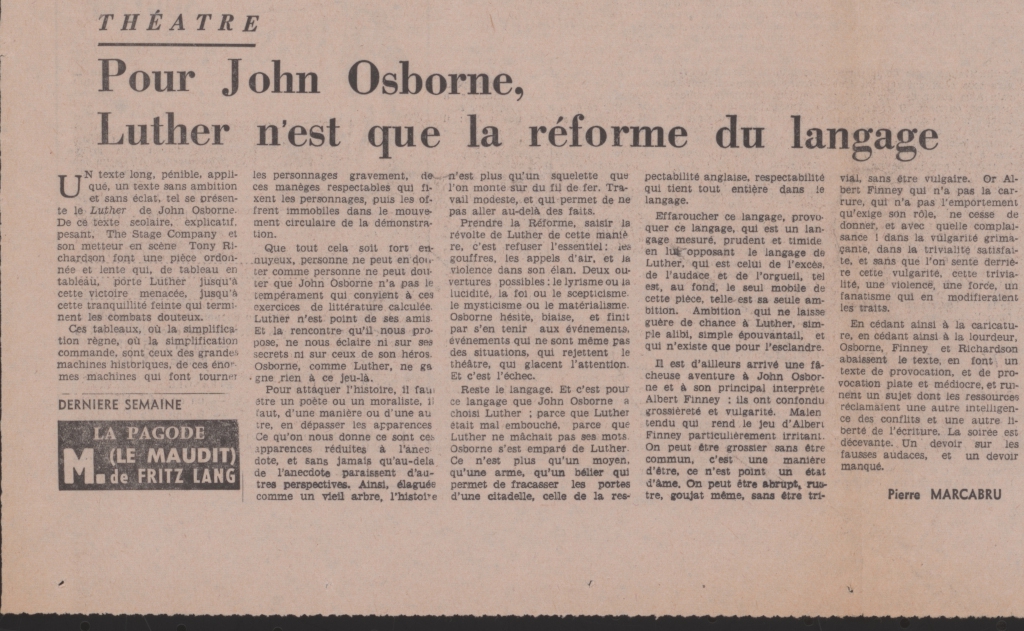 THÉATRE
Pour John Osborne,
Luther n'est que la réforme du langage
UN texte long, pénible, appli-
qué, un texte sans ambition
et sans éclat, tel se présen-
te le Luther de John Osborne.
De ce texte scolaire, explicatif,
pesant, The Stage Company et
son metteur en scène Tony Ri-
chardson font une pièce ordon-
née et lente qui, de tableau en
tableau, porte Luther jusqu'à
cette victoire menacée, jusqu'à
cette tranquillité feinte qui termi-
nent les combats douteux.
Ces tableaux, où la simplifica-
tion règne, où la simplification
commande, sont ceux des grandes
machines historiques, de ces énor-
mes machines qui font tourner
DERNIERE SEMAINE
LA PAGODE
M. (LE MAUDIT)
de FRITZ LANG
les personnages gravement, de
ces manèges respectables qui fi-
xent les personnages, puis les of-
frent immobiles dans le mouve-
ment circulaire de la démonstra-
tion.
Que tout cela soit fort en-
nuyeux, personne ne peut en dou-
ter comme personne ne peut dou-
ter que John Osborne n'a pas le
tempérament qui convient à ces
exercices de littérature calculée.
Luther n'est point de ses amis.
Et la rencontre qu'il nous pro-
pose, ne nous éclaire ni sur ses
secrets ni sur ceux de son héros.
Osborne, comme Luther, ne ga
gne rien à ce jeu-là.
Pour attaquer l'histoire, il faut
être un poète ou un moraliste, il
faut, d'une manière ou d'une au
tre, en dépasser les apparences
Ce qu'on nous donne ce sont ces
apparences réduites à l'anec
dote, et sans jamais qu'au-delà
de l'anecdote paraissent d'au-
tres perspectives. Ainsi, élaguée
comme un vieil arbre, l'histoire
n'est plus qu'un squelette que
l'on monte sur du fil de fer. Tra-
vail modeste, et qui permet de ne
pas aller au-delà des faits.
Prendre la Réforme, saisir la
révolte de Luther de cette maniè
re, c'est refuser l'essentiel : les
gouffres, les appels d'air, et la
violence dans son élan. Deux ou-
vertures possibles : le lyrisme ou la
lucidité, la foi ou le scepticisme,
le mysticisme ou le matérialisme.
Osborne hésite, biaise, et finit
par s'en tenir aux événements,
événements qui ne sont même pas
des situations, qui rejettent le
théâtre, qui glacent l'attention.
Et c'est l'échec.
Reste le langage. Et c'est pour
ce langage que John Osborne a
choisi Luther ; parce que Luther
était mal embouché, parce que
Luther ne mâchait pas ses mots.
Osborne s'est emparé de Luther.
Ce n'est plus qu'un moyen,
qu'une arme, qu'un bélier qui
permet de fracasser les portes
d'une citadelle, celle de la res-
pectabilité anglaise, respectabilité
qui tient tout entière dans le
langage.
Effaroucher ce langage, provo-
quer ce langage, qui est un lan-
gage mesuré, prudent et timide
en lui opposant le langage de
Luther, qui est celui de l'excès,
de l'audace et de l'orgueil, tel
est, au fond, le seul mobile de
cette pièce, telle est sa seule am-
bition. Ambition qui ne laisse
guère de chance à Luther, sim-
ple alibi, simple épouvantail, et
qui n'existe que pour l'esclandre.
Il est d'ailleurs arrivé une fâ-
cheuse aventure à John Osbor-
ne et à son principal interprète
Albert Finney : ils ont confondu
grossièreté et vulgarité. Malen
tendu qui rend le jeu d'Albert
Finney particulièrement irritant.
On peut être grossier sans être
commun, c'est une manière
d'être, ce n'est point un état
d'âme. On peut être abrupt, rus-
tre, goujat même, sans être tri-
vial, sans être vulgaire. Or Al-
bert Finney qui n'a pas la car-
rure, qui n'a pas l'emportement
qu'exige son rôle, ne cesse de
donner, et avec quelle complai-
sance ! dans la vulgarité grima-
çante, dans la trivialité satisfai-
te, et sans que l'on sente derriè-
re cette vulgarité, cette trivia-
lité, une violence, une force, un
fanatisme qui en modifieraient
les traits.
En cédant ainsi à la caricatu-
re, en cédant ainsi à la lourdeur,
Osborne, Finney et Richardson
abaissent le texte, en font un
texte de provocation, et de pro-
vocation plate et médiocre, et rui-
nent un sujet dont les ressources
réclamaient une autre intelligen-
ce des conflits et une autre li-
berté de l'écriture. La soirée est
décevante. Un devoir sur les
fausses audaces, et un devoir
manqué.
Pierre MARCABRU